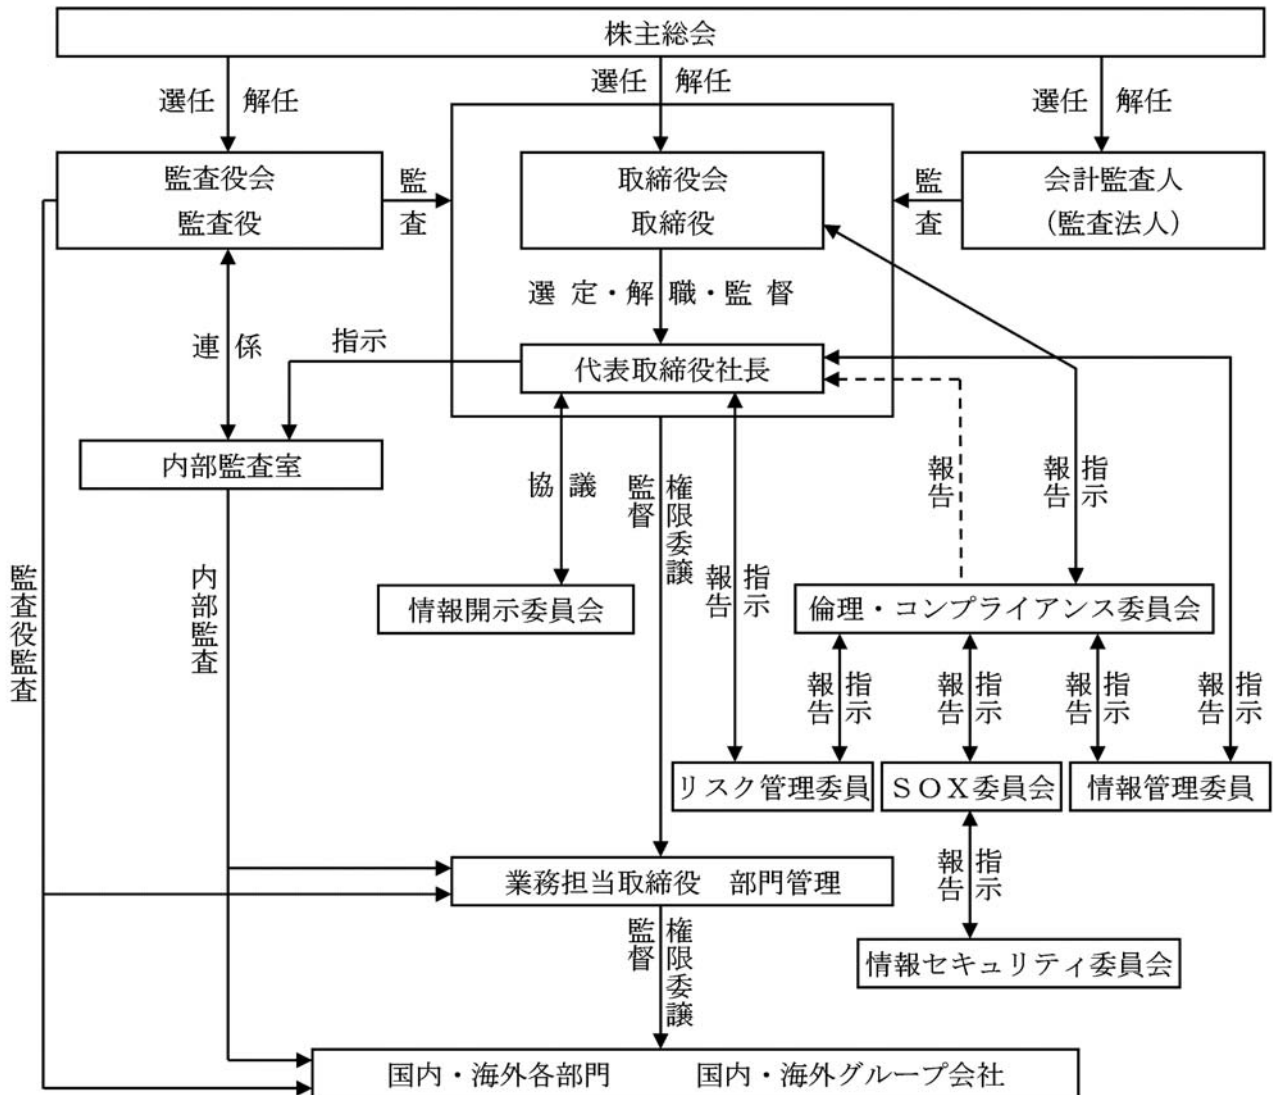 株主総会
選任 解任
選任 解任
選任 解任
監査役会
監査役
監査
取締役会
取締役
監査
会計監査人
（監査法人）
選定・解職・監督
連係
指示
代表取締役社長
内部監査室
協議
監督
権限委譲
報告
指示
報告
報告
指示
監査役監査
内部監査
情報開示委員会
倫理・コンプライアンス委員会
報告
指示
報告
指示
報告
指示
報告
指示
リスク管理委員
ＳＯＸ委員会
情報管理委員
報告
指示
業務担当取締役　部門管理
監督
権限委譲
情報セキュリティ委員会
国内・海外各部門　国内・海外グループ会社